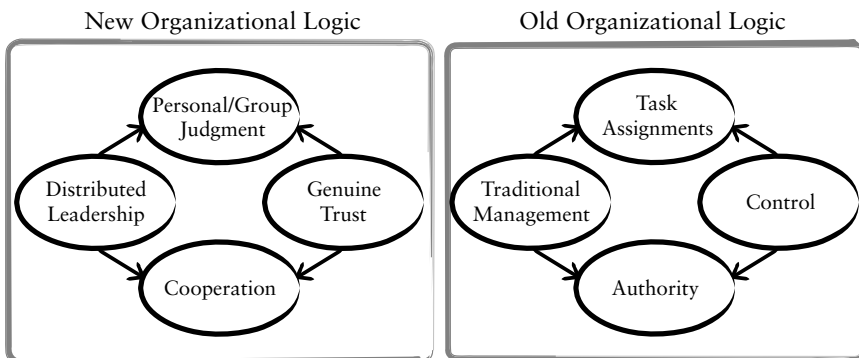 New Organizational Logic
Personal/Group
Judgment
Distributed
Leadership
Genuine
Trust
Cooperation
Old Organizational Logic
Task
Assignments
Traditional
Management
Control
Authority